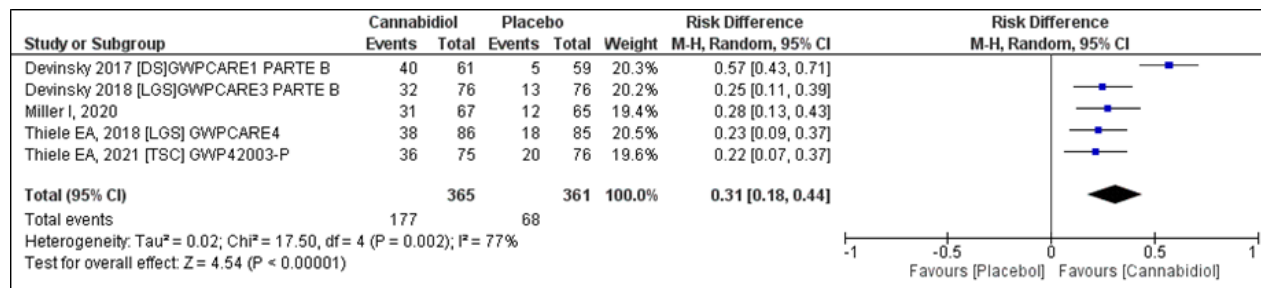 Cannabidiol Placebo Risk Difference Risk Difference
Study or Subgroup Events Total Events Total Weight M-H, Random, 95% CI M-H, Random, 95% CI
Devinsky 2017 [DS]GWPCARE1 PARTE B 40 61 5 59 20.3% 0.57 [0.43, 0.71]
Devinsky 2018 [LGS]GWPCARE3 PARTE B 32 76 13 76 20.2% 0.25 [0.11, 0.39]
Miller I, 2020 31 67 12 65 19.4% 0.28 [0.13, 0.43]
Thiele EA, 2018 [LGS] GWPCARE4 38 86 18 85 20.5% 0.23 [0.09, 0.37]
Thiele EA, 2021 [TSC] GWP42003-P 36 75 20 76 19.6% 0.22 [0.07, 0.37]
Total (95% CI) 365 361 100.0% 0.31 [0.18, 0.44]
Total events 177 68
Heterogeneity: Tau² = 0.02; Chi² = 17.50, df = 4 (P = 0.002); I² = 77%
Test for overall effect: Z = 4.54 (P < 0.00001)
-1 -0.5 0 0.5 1
Favours [Placebol] Favours [Cannabidiol]